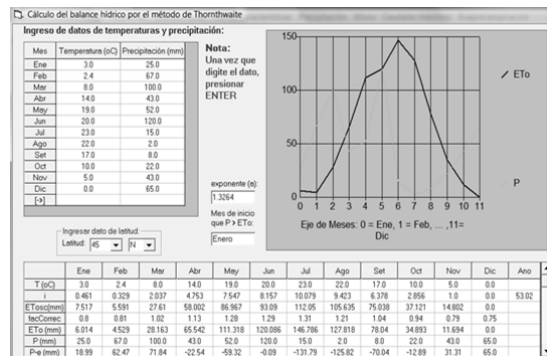 Cálculo del balance hídrico por el método de Thornthwaite
Ingreso de datos de temperaturas y precipitación:
Mes Temperatura (oC) Precipitación (mm)
Ene 3.0 25.0
Feb 2.4 67.0
Mar 8.0 100.0
Abr 14.0 43.0
May 19.0 52.0
Jun 20.0 120.0
Jul 23.0 15.0
Ago 22.0 2.0
Set 17.0 8.0
Oct 10.0 22.0
Nov 5.0 43.0
Dic 0.0 65.0
[->]
Nota:
Una vez que
digite el dato,
presionar
ENTER
exponente (a):
1.3264
Mes de inicio
que P > ETo:
Enero
Ingresar dato de latitud:
Latitud: 45 N
150
100
50
0
0 1 2 3 4 5 6 7 8 9 10 11
ETo
P
Eje de Meses: 0 = Ene, 1 = Feb, ... ,11=
Dic
Ene Feb Mar Abr May Jun Jul Ago Set Oct Nov Dic Ano
T (oC) 3.0 2.4 8.0 14.0 19.0 20.0 23.0 22.0 17.0 10.0 5.0 0.0
i 0.461 0.329 2.037 4.753 7.547 8.157 10.079 9.423 6.378 2.856 1.0 0.0 53.02
ETosc(mm) 7.517 5.591 27.61 58.002 86.967 93.09 112.05 105.635 75.038 37.121 14.803 0.0
facCorrec 0.8 0.81 1.02 1.13 1.28 1.29 1.31 1.21 1.04 0.94 0.79 0.75
ETo (mm) 6.014 4.529 28.163 65.542 111.318 120.086 146.786 127.818 78.04 34.893 11.694 0.0
P (mm) 25.0 67.0 100.0 43.0 52.0 120.0 15.0 2.0 8.0 22.0 43.0 65.0
P-e (mm) 18.99 62.47 71.84 -22.54 -59.32 -0.09 -131.79 -125.82 -70.04 -12.89 31.31 65.0